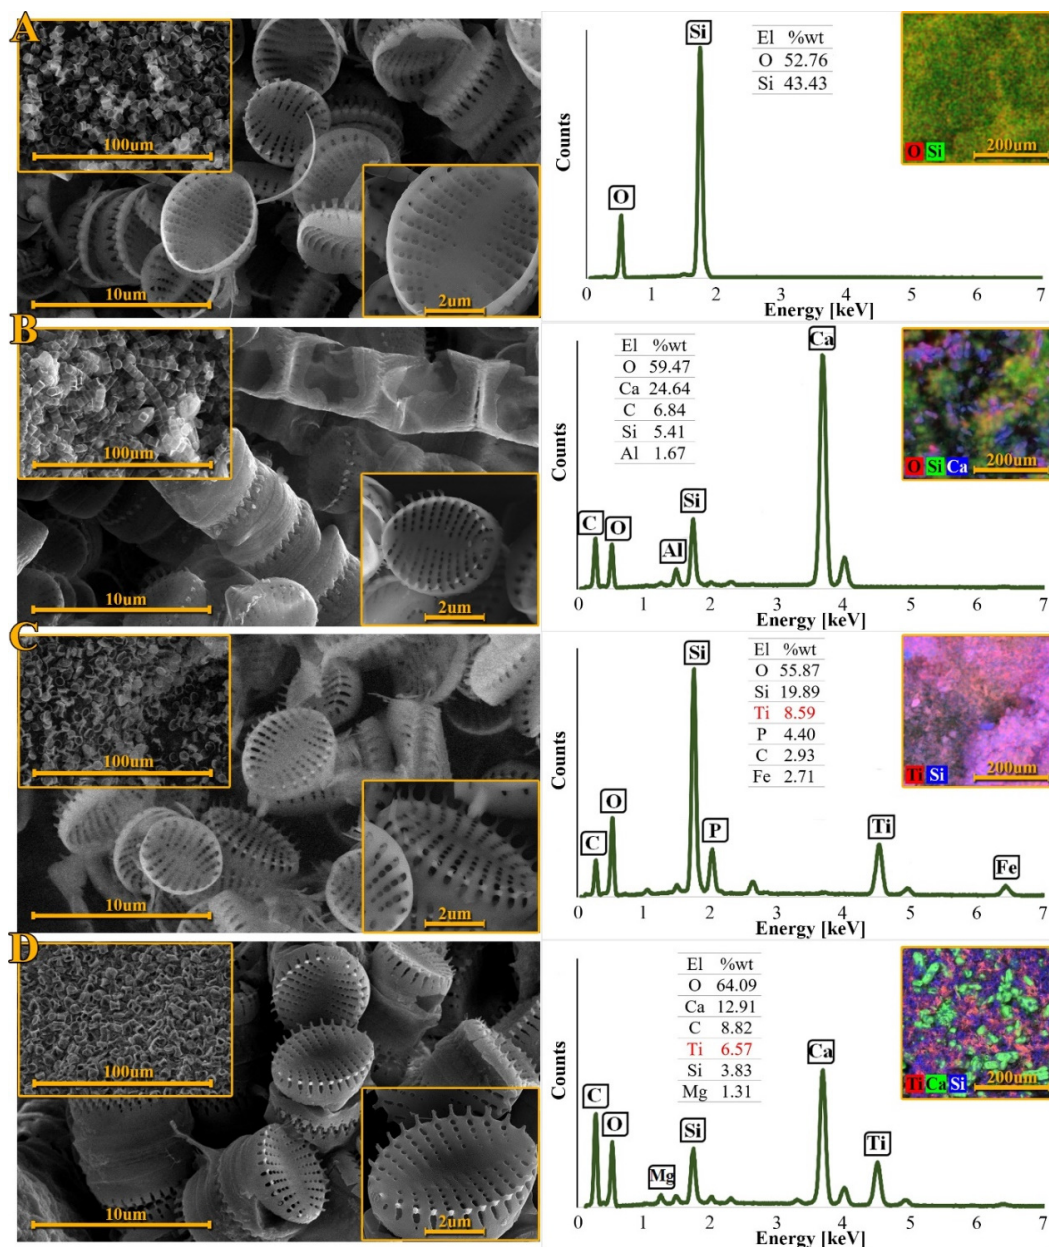 A
100um
10um
2um
Counts
Si
O
El %wt
O 52.76
Si 43.43
O Si
200um
0 1 2 3 4 5 6 7
Energy [keV]
B
100um
10um
2um
Counts
El %wt
O 59.47
Ca 24.64
C 6.84
Si 5.41
Al 1.67
Ca
Si
C
O
Al
O Si Ca
200um
0 1 2 3 4 5 6 7
Energy [keV]
C
100um
10um
2um
Counts
Si
El %wt
O 55.87
Si 19.89
Ti 8.59
P 4.40
C 2.93
Fe 2.71
O
C
P
Ti
Fe
Ti Si
200um
0 1 2 3 4 5 6 7
Energy [keV]
D
100um
10um
2um
Counts
El %wt
O 64.09
Ca 12.91
C 8.82
Ti 6.57
Si 3.83
Mg 1.31
Ca
C
O
Si
Mg
Ti
Ti Ca Si
200um
0 1 2 3 4 5 6 7
Energy [keV]